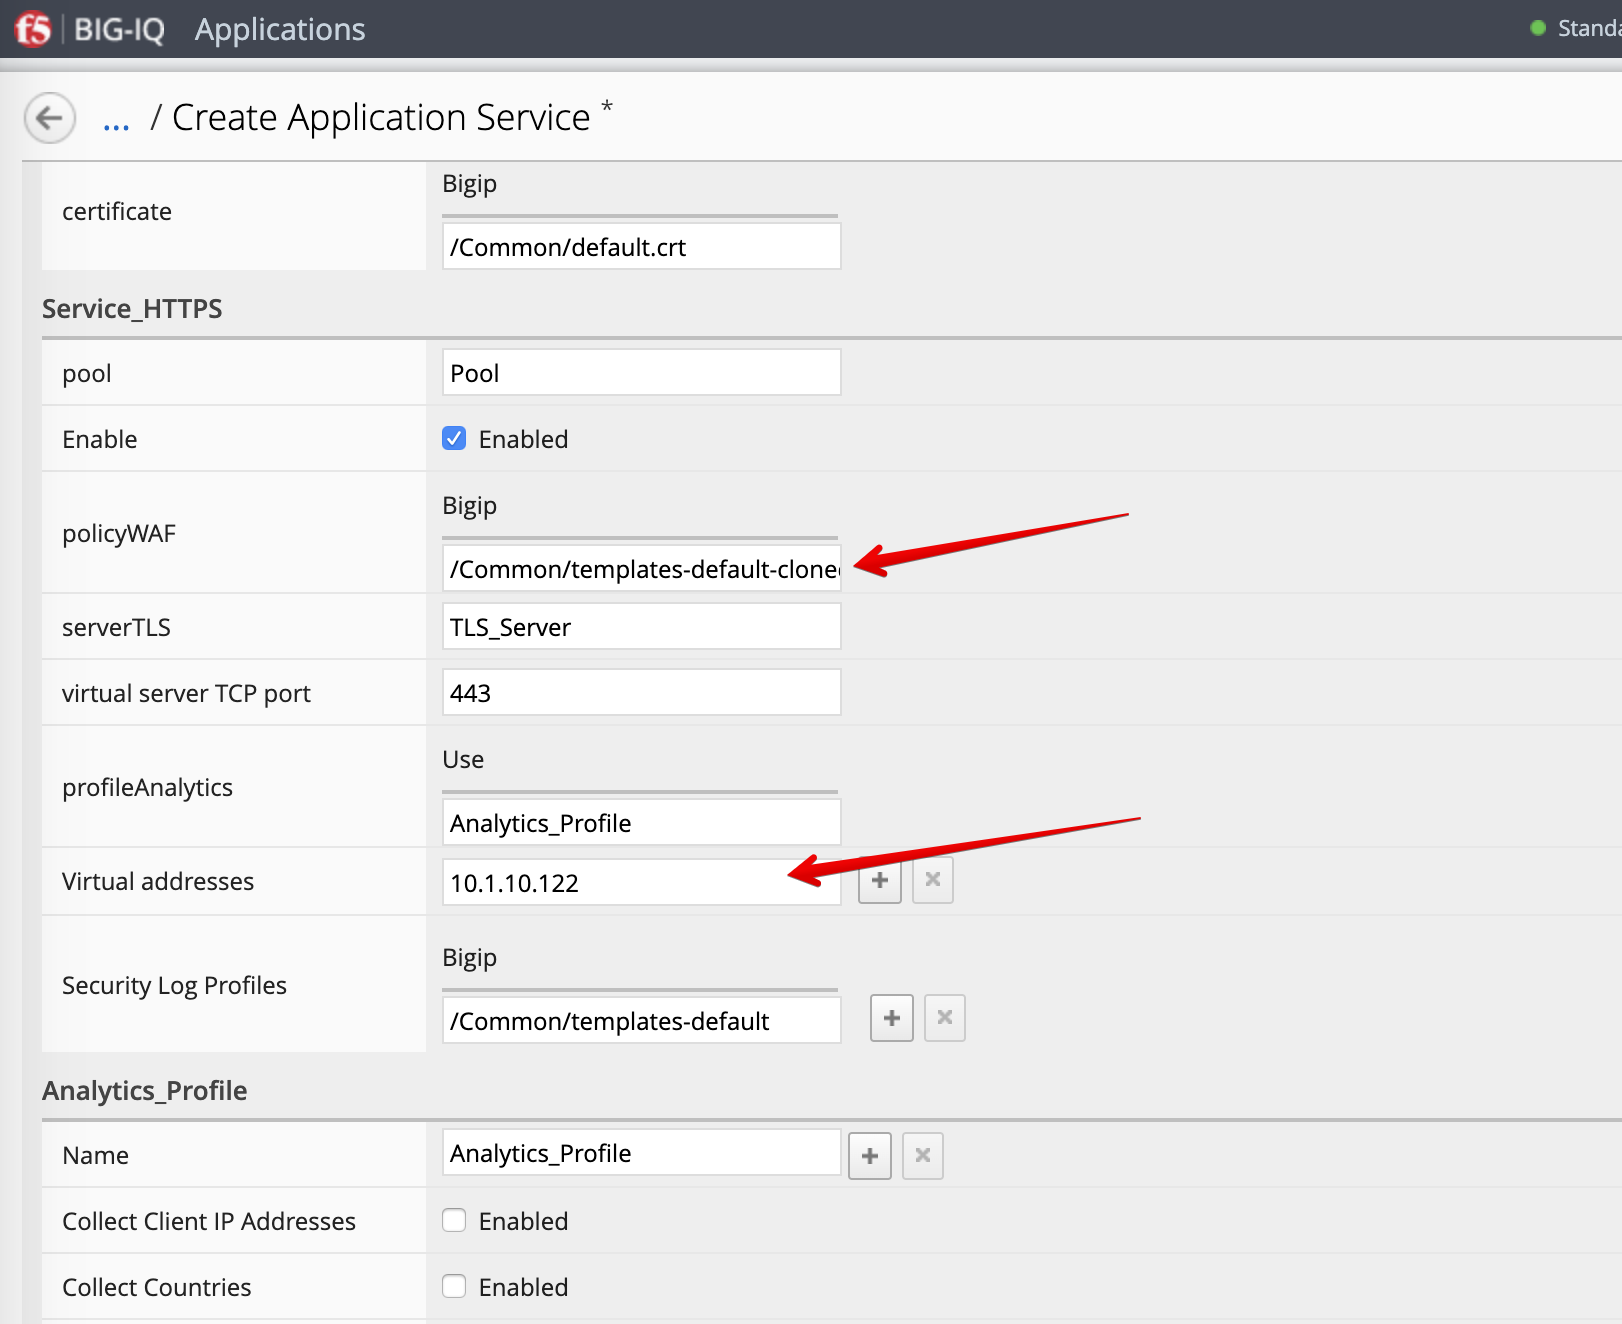 f5 BIG-IQ Applications
... / Create Application Service *
certificate
Bigip
/Common/default.crt
Service_HTTPS
pool
Pool
Enable
Enabled
policyWAF
Bigip
/Common/templates-default-cloned
serverTLS
TLS_Server
virtual server TCP port
443
profileAnalytics
Use
Analytics_Profile
Virtual addresses
10.1.10.122
Security Log Profiles
Bigip
/Common/templates-default
Analytics_Profile
Name
Analytics_Profile
Collect Client IP Addresses
Enabled
Collect Countries
Enabled